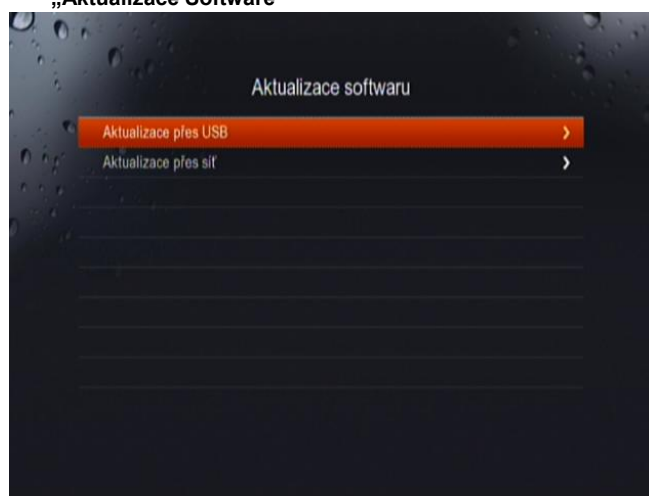 „Aktualizace Software
Aktualizace softwaru
Aktualizace přes USB
Aktualizace přes síť